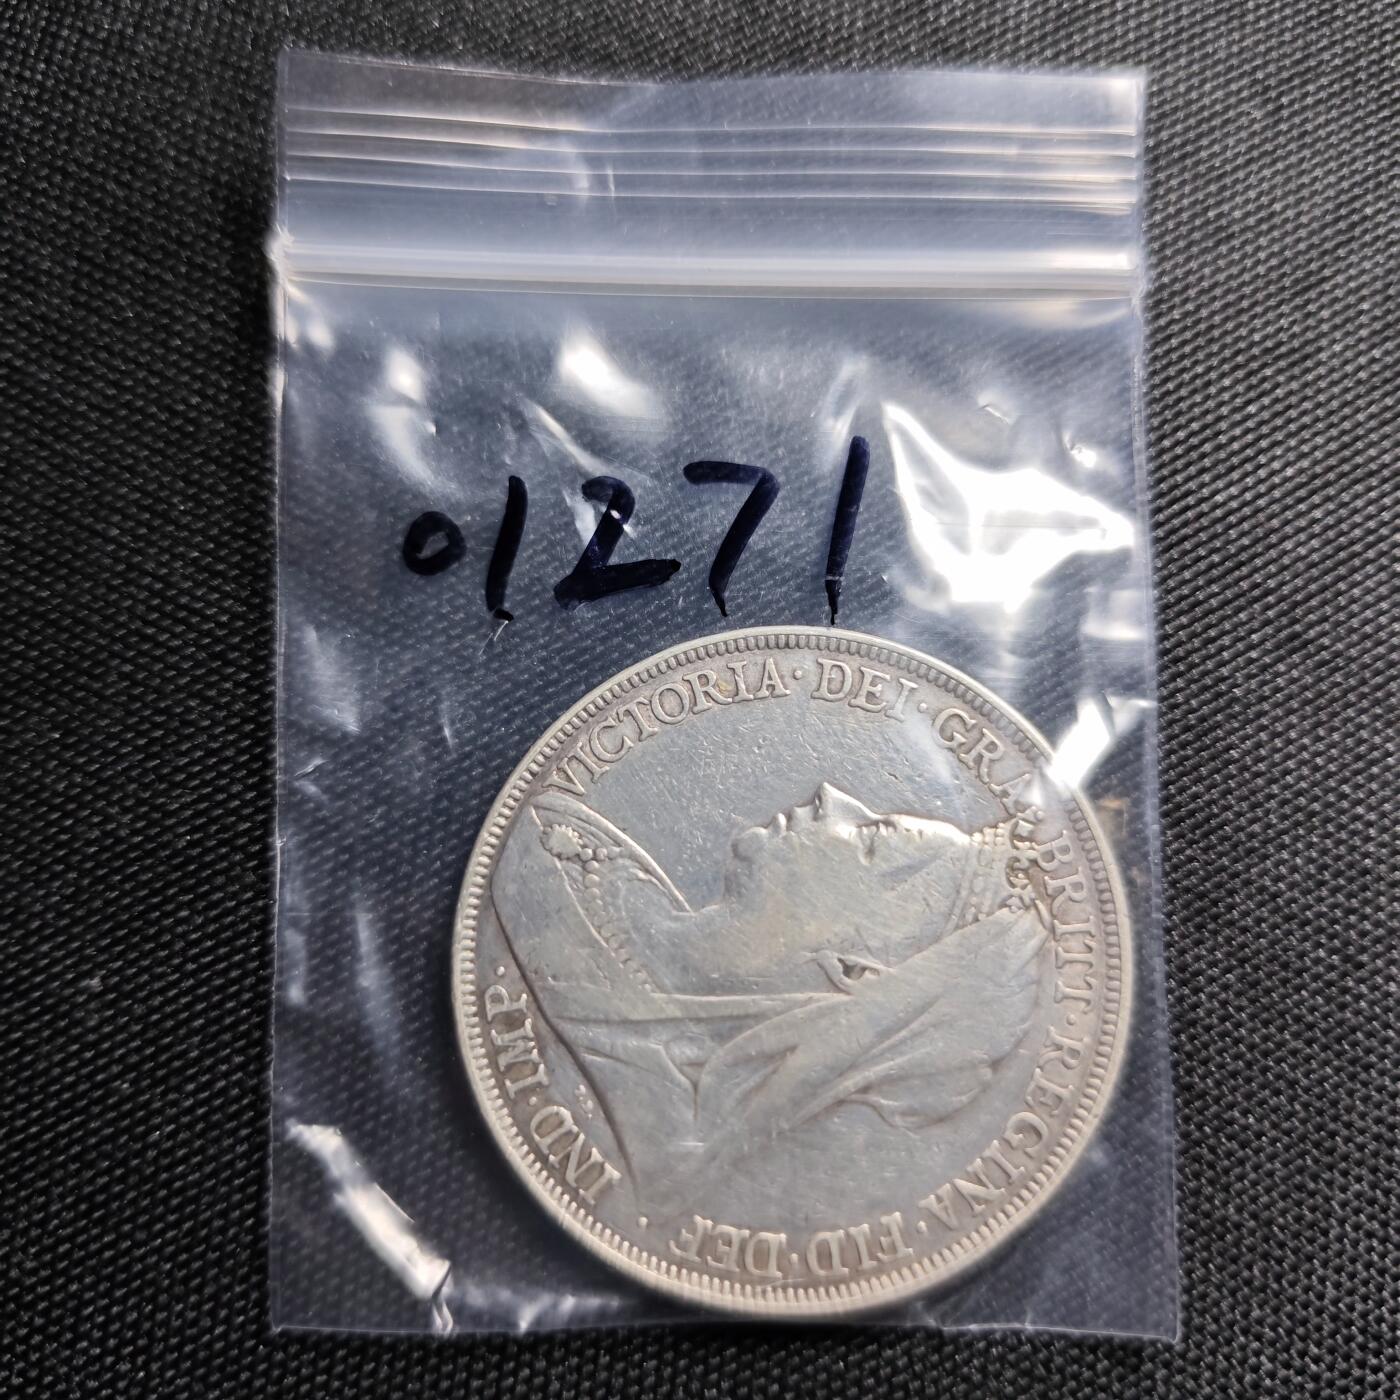 01271
VICTORIA · DEI · GRA · BRITT · REGINA · FID · DEF · IND · IMP ·